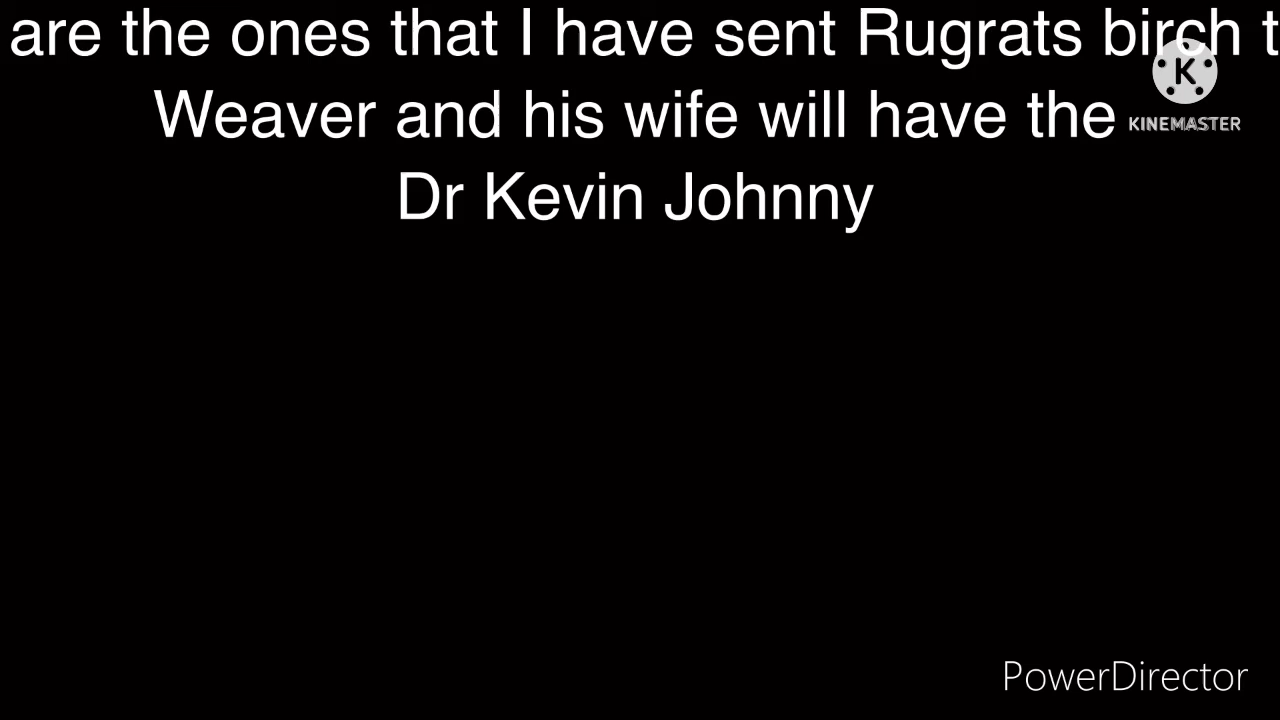 are the ones that I have sent Rugrats birch t
Weaver and his wife will have the
Dr Kevin Johnny
K
KINEMASTER
PowerDirector